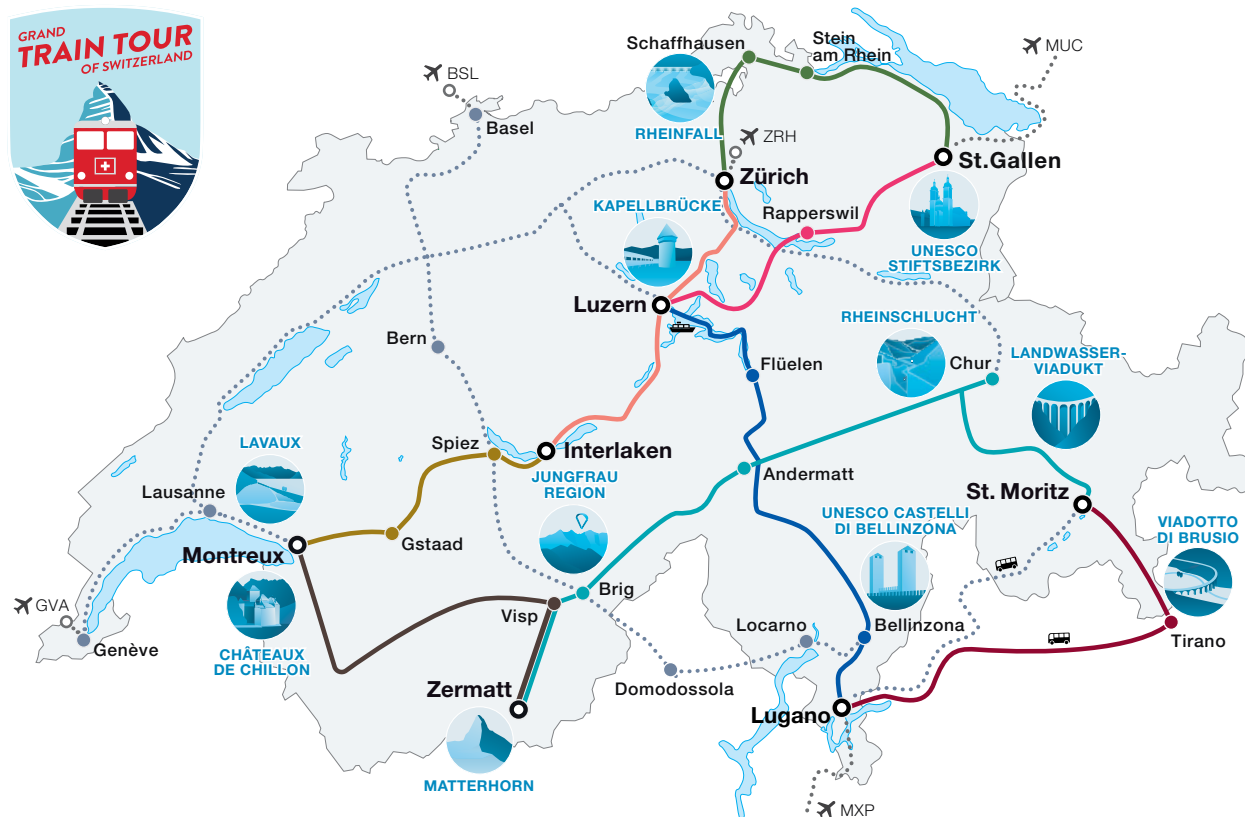 GRAND
TRAIN TOUR
OF SWITZERLAND
BSL
Basel
Schaffhausen
Stein
am Rhein
MUC
RHEINFALL
ZRH
Zürich
St.Gallen
KAPELLBRÜCKE
Rapperswil
UNESCO
STIFTSBEZIRK
Luzern
RHEINSCHLUCHT
Bern
Flüelen
Chur
LANDWASSER-
VIADUKT
LAVAUX
Spiez
Interlaken
JUNGFRAU
REGION
Andermatt
Lausanne
St. Moritz
UNESCO CASTELLI
DI BELLINZONA
VIADOTTO
DI BRUSIO
Montreux
Gstaad
GVA
Genève
Visp
Brig
CHÂTEAUX
DE CHILLON
Locarno
Bellinzona
Tirano
Zermatt
Domodossola
Lugano
MATTERHORN
MXP